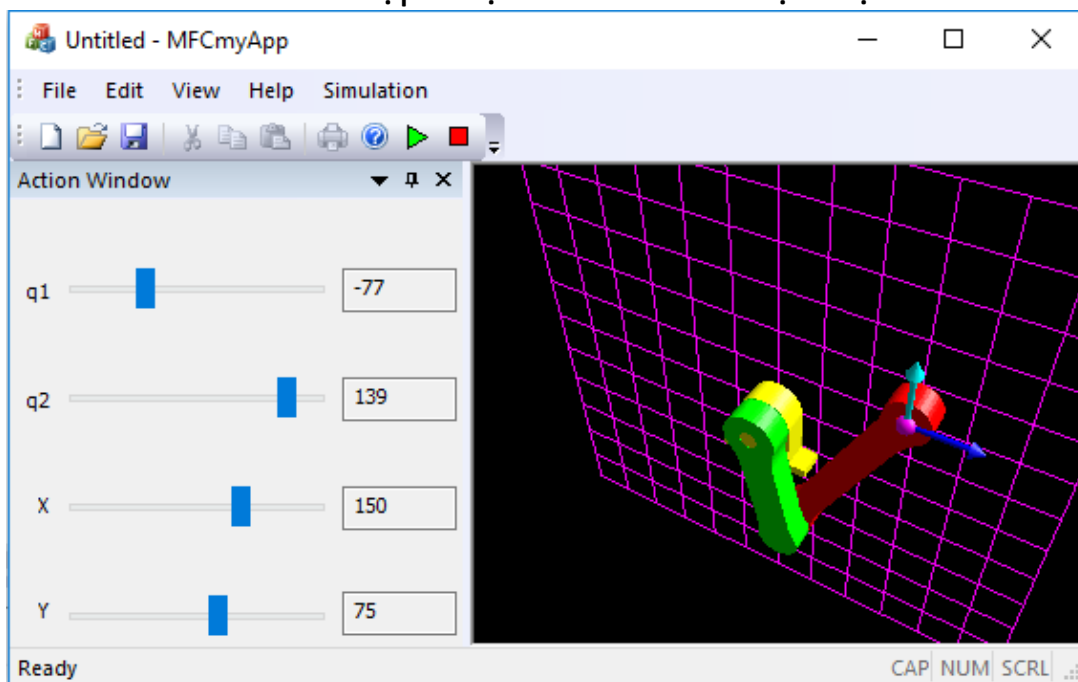 Untitled - MFCmyApp
File Edit View Help Simulation
Action Window
q1 -77
q2 139
X 150
Y 75
Ready CAP NUM SCRL